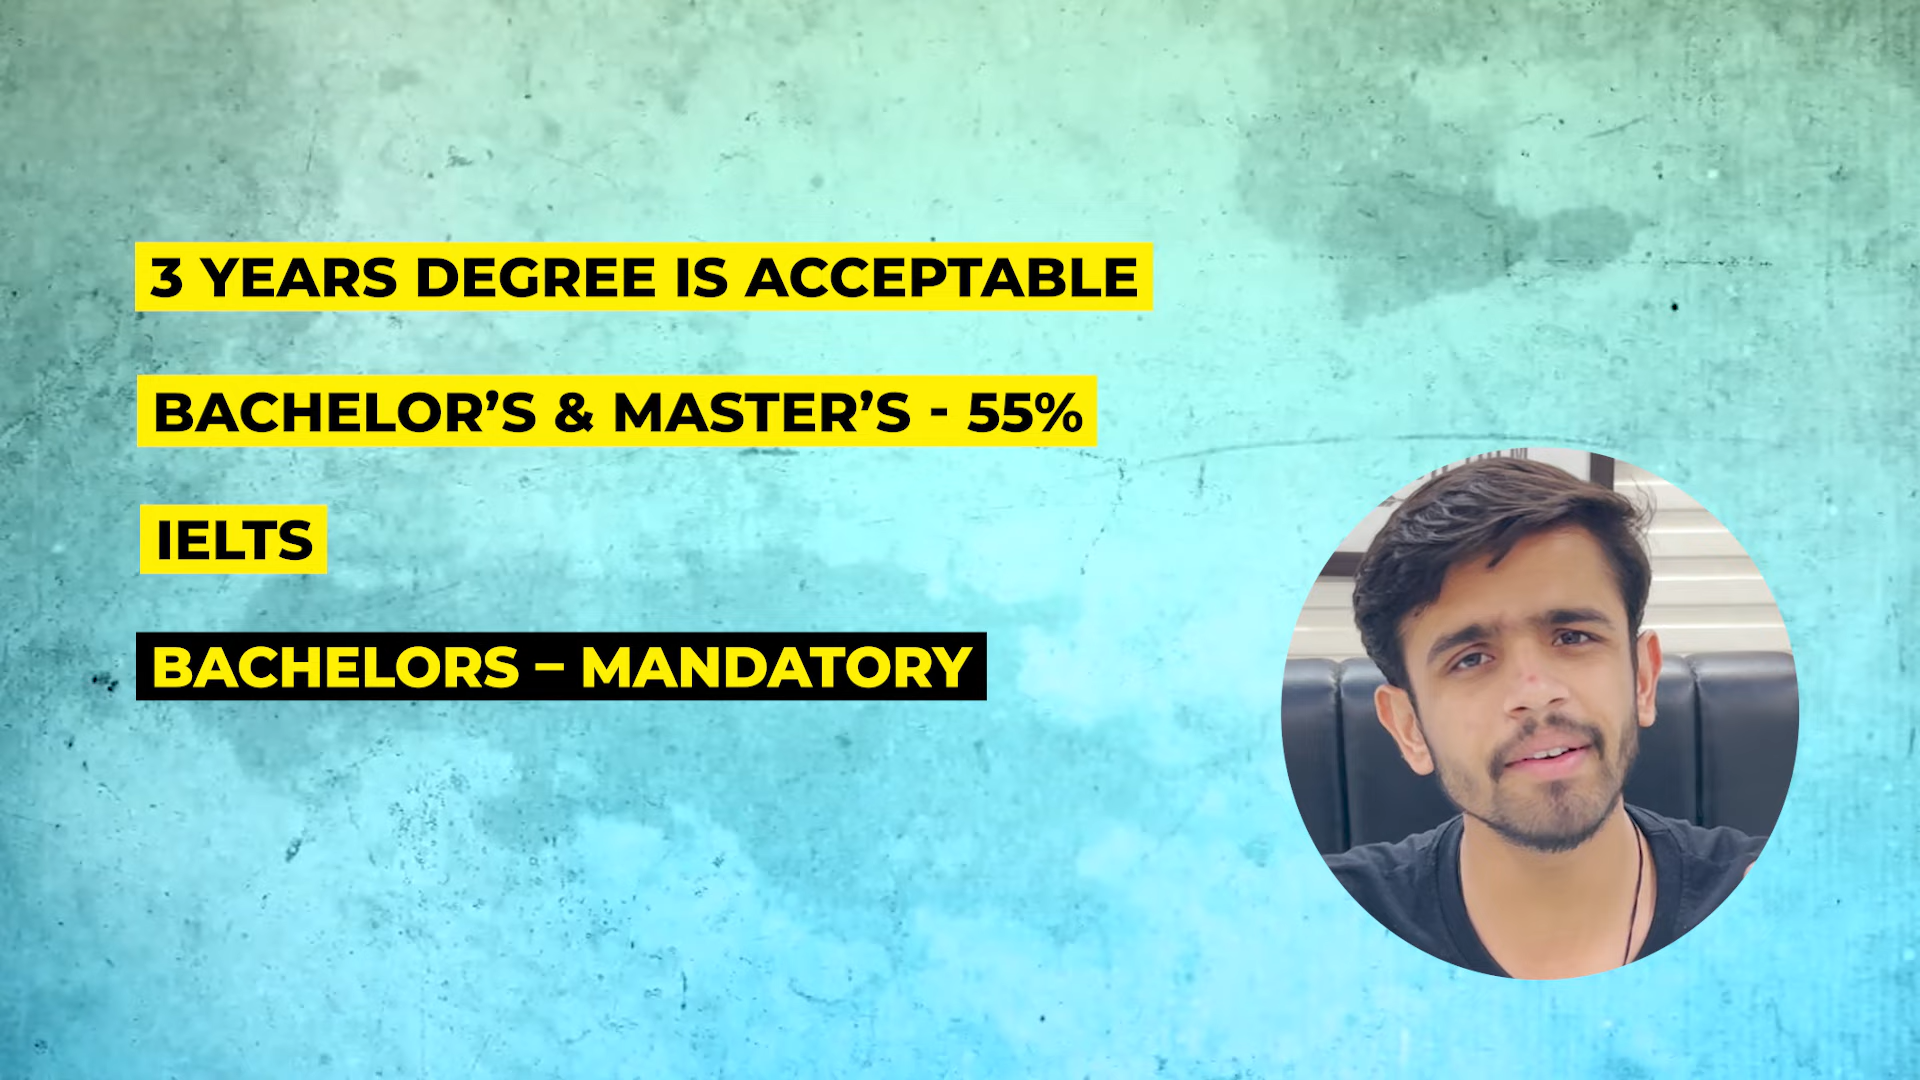 3 YEARS DEGREE IS ACCEPTABLE
BACHELOR’S & MASTER’S - 55%
IELTS
BACHELORS – MANDATORY